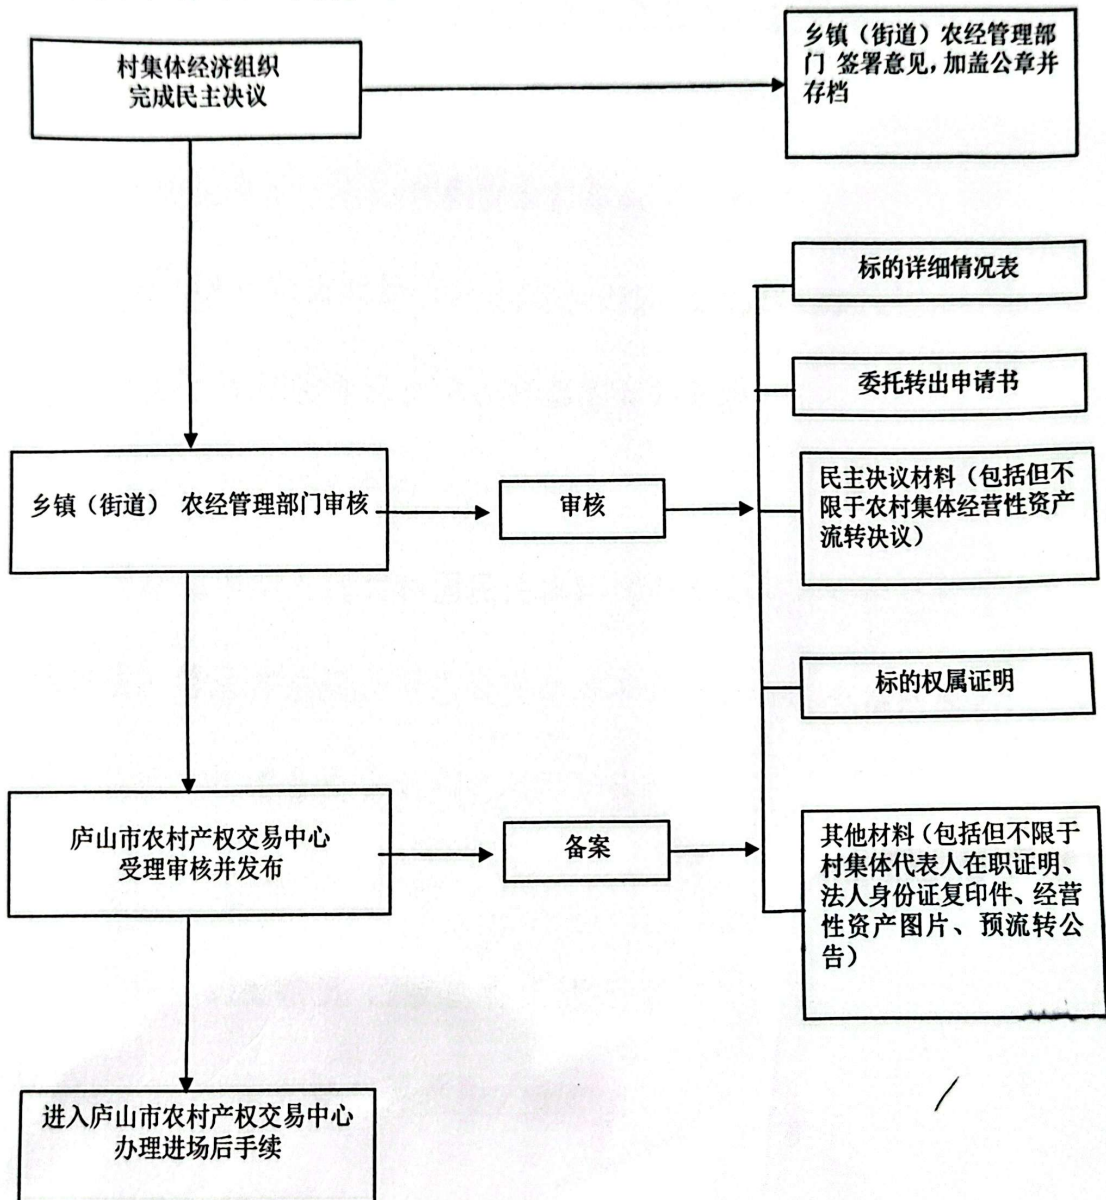 村集体经济组织
完成民主决议
乡镇（街道）农经管理部
门 签署意见，加盖公章并
存档
标的详细情况表
委托转出申请书
乡镇（街道） 农经管理部门审核
审核
民主决议材料（包括但不
限于农村集体经营性资产
流转决议）
标的权属证明
庐山市农村产权交易中心
受理审核并发布
备案
其他材料（包括但不限于
村集体代表人在职证明、
法人身份证复印件、经营
性资产图片、预流转公
告）
进入庐山市农村产权交易中心
办理进场后手续